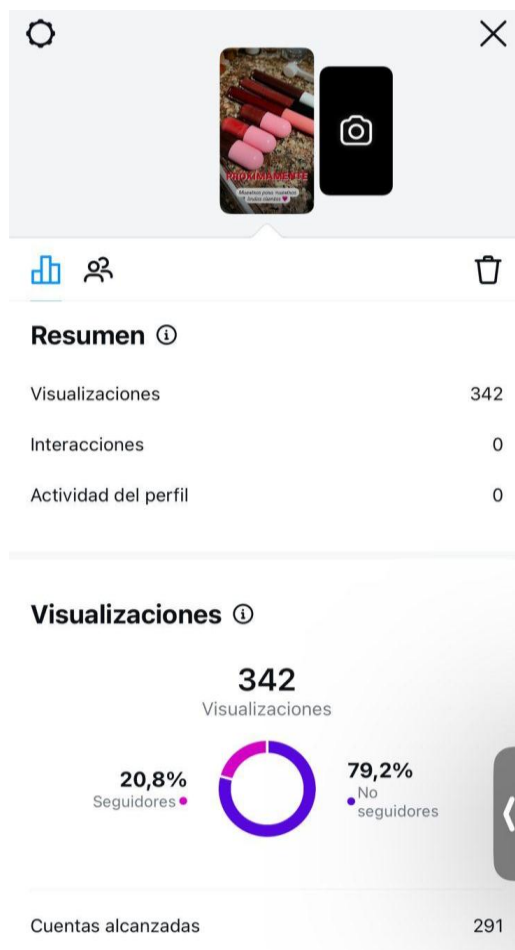 PRÓXIMAMENTE
Resumen
Visualizaciones 342
Interacciones 0
Actividad del perfil 0
Visualizaciones
342
Visualizaciones
20,8%
Seguidores
79,2%
No
seguidores
Cuentas alcanzadas 291